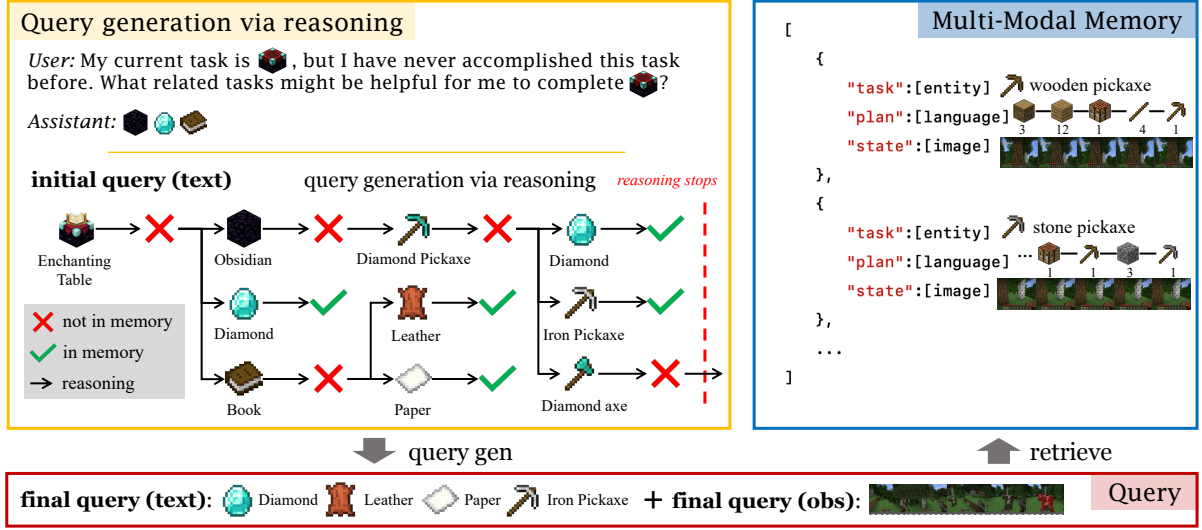 Query generation via reasoning
User: My current task is , but I have never accomplished this task
before. What related tasks might be helpful for me to complete ?
Assistant:
initial query (text)
query generation via reasoning
reasoning stops
Enchanting
Table
Obsidian
Diamond Pickaxe
Diamond
Diamond
Leather
Iron Pickaxe
Book
Paper
Diamond axe
not in memory
in memory
reasoning
Multi-Modal Memory
[
{
"task":[entity] wooden pickaxe
"plan":[language]
3 12 1 4 1
"state":[image]
},
{
"task":[entity] stone pickaxe
"plan":[language] ...
1 1 3 1
"state":[image]
},
...
]
query gen
retrieve
final query (text): Diamond Leather Paper Iron Pickaxe + final query (obs):
Query